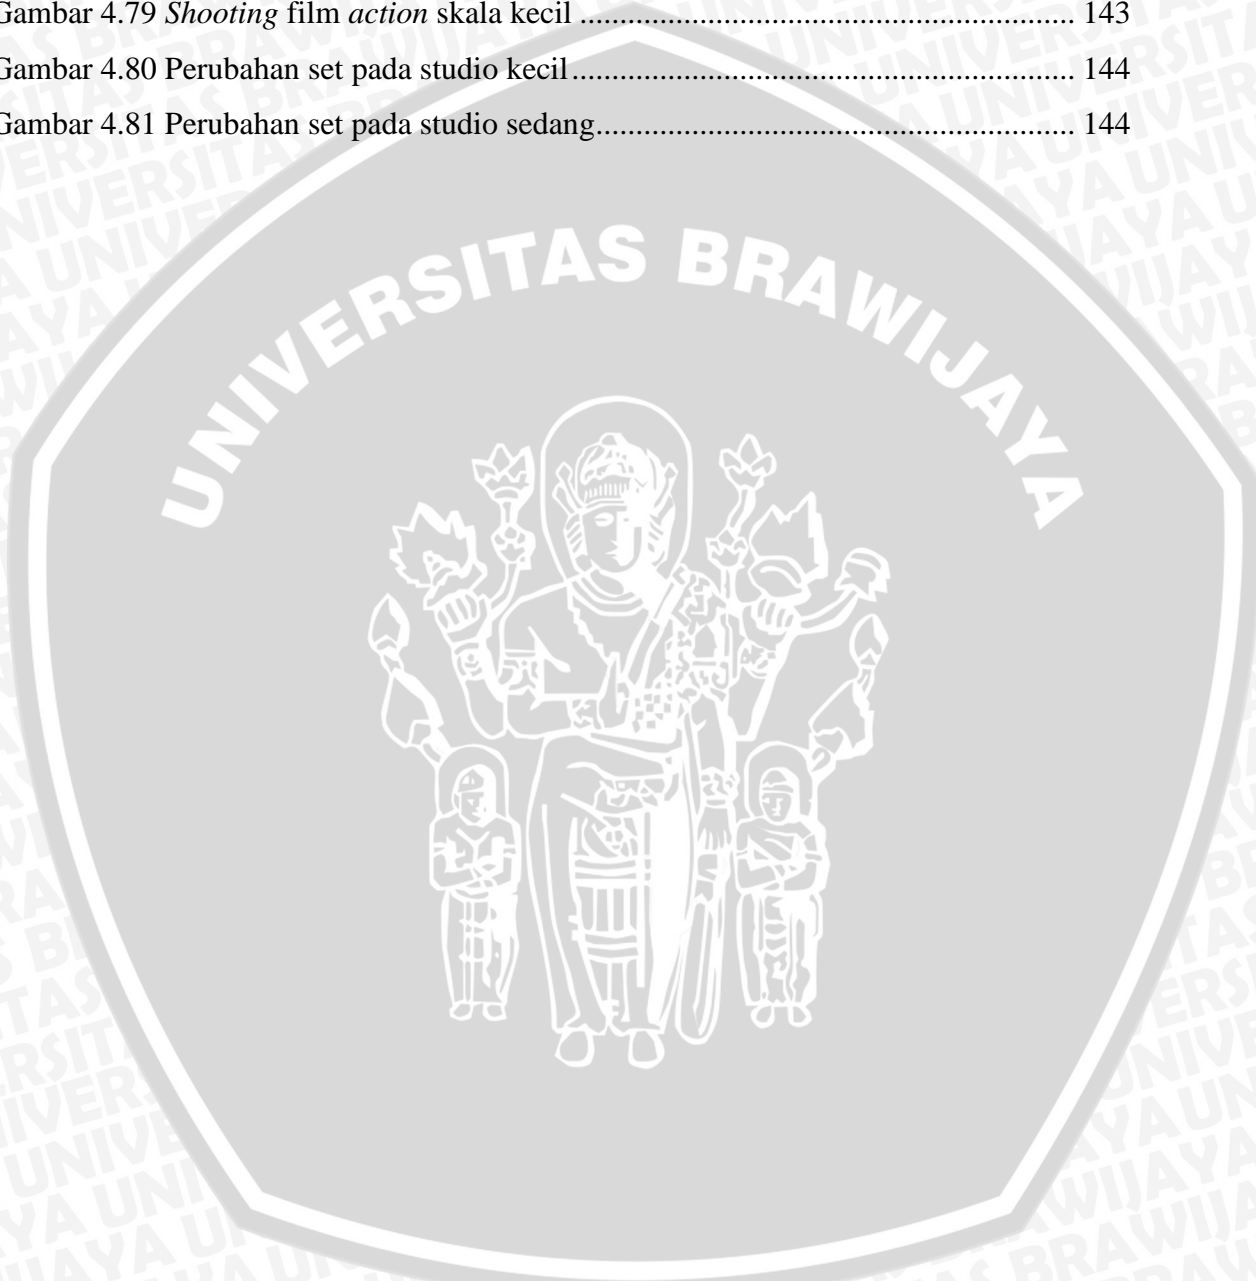 Gambar 4.79 Shooting film action skala kecil ............................................................. 143
Gambar 4.80 Perubahan set pada studio kecil .............................................................. 144
Gambar 4.81 Perubahan set pada studio sedang........................................................... 144
UNIVERSITAS BRAWIJAYA